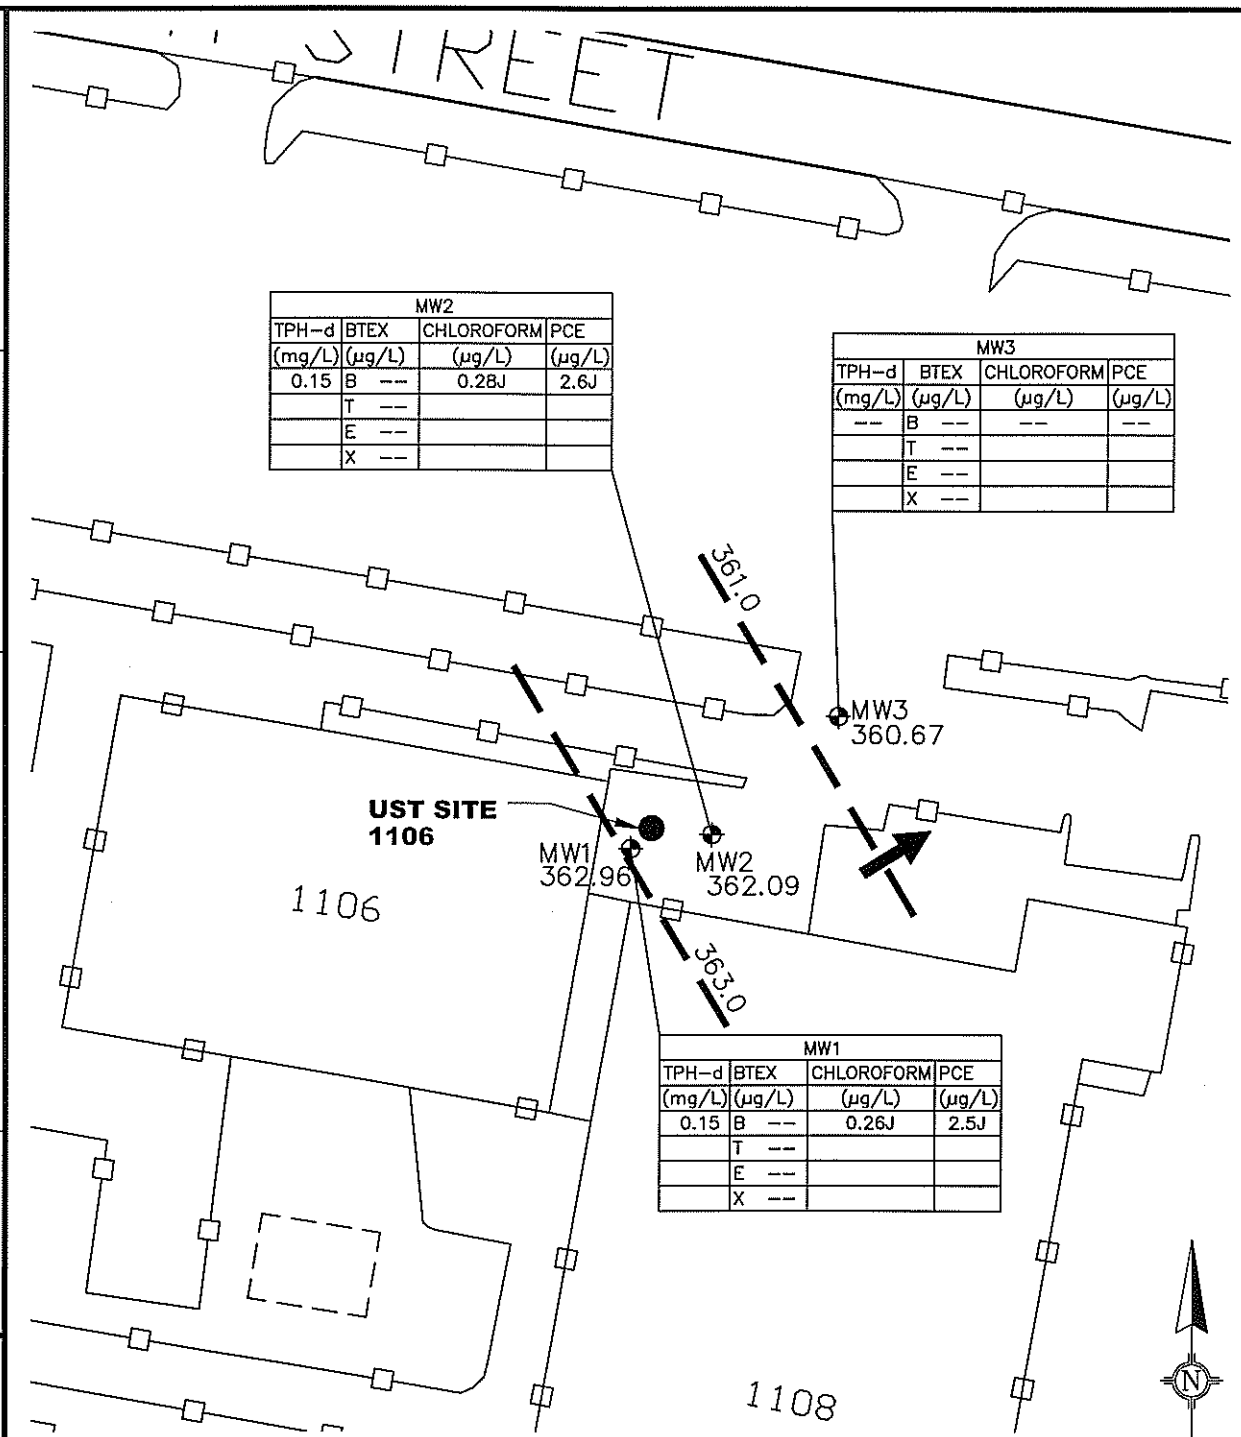 STREET
MW2
TPH-d BTEX CHLOROFORM PCE
(mg/L) (µg/L) (µg/L) (µg/L)
0.15 B -- 0.28J 2.6J
T --
E --
X --
MW3
TPH-d BTEX CHLOROFORM PCE
(mg/L) (µg/L) (µg/L) (µg/L)
-- B -- -- --
T --
E --
X --
361.0
MW3
360.67
UST SITE
1106
MW1
362.96
MW2
362.09
1106
363.0
MW1
TPH-d BTEX CHLOROFORM PCE
(mg/L) (µg/L) (µg/L) (µg/L)
0.15 B -- 0.26J 2.5J
T --
E --
X --
1108
N